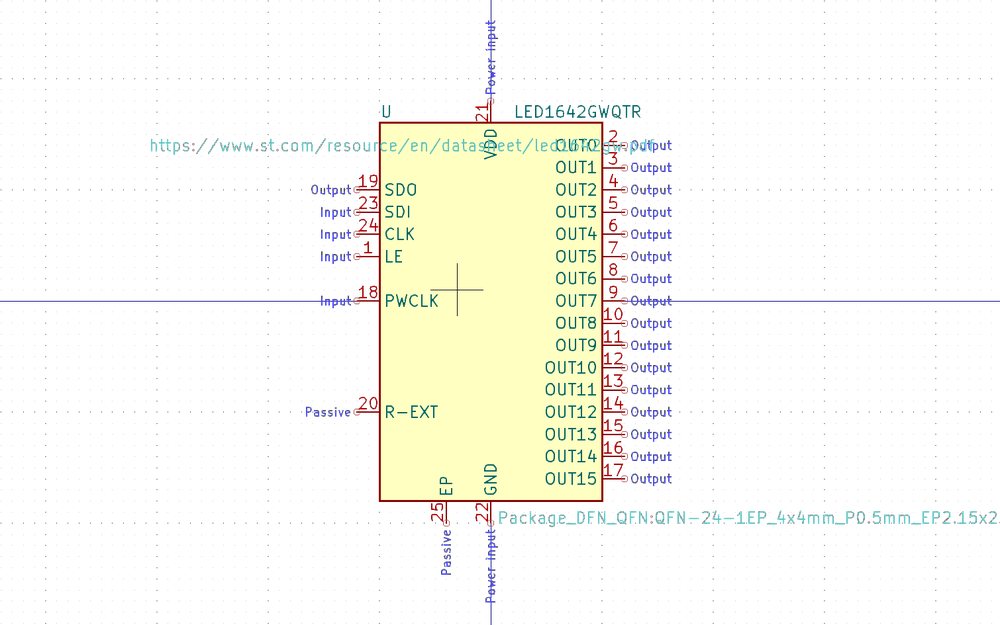 Power Input
21
U LED1642GWQTR
VDD
https://www.st.com/resource/en/datasheet/led1642gw.pdf
OUT0 2 Output
OUT1 3 Output
Output 19 SDO OUT2 4 Output
Input 23 SDI OUT3 5 Output
Input 24 CLK OUT4 6 Output
Input 1 LE OUT5 7 Output
OUT6 8 Output
Input 18 PWCLK OUT7 9 Output
OUT8 10 Output
OUT9 11 Output
OUT10 12 Output
OUT11 13 Output
Passive 20 R-EXT OUT12 14 Output
OUT13 15 Output
OUT14 16 Output
OUT15 17 Output
EP GND
25 22
Package_DFN_QFN:QFN-24-1EP_4x4mm_P0.5mm_EP2.15x2
Passive Power Input